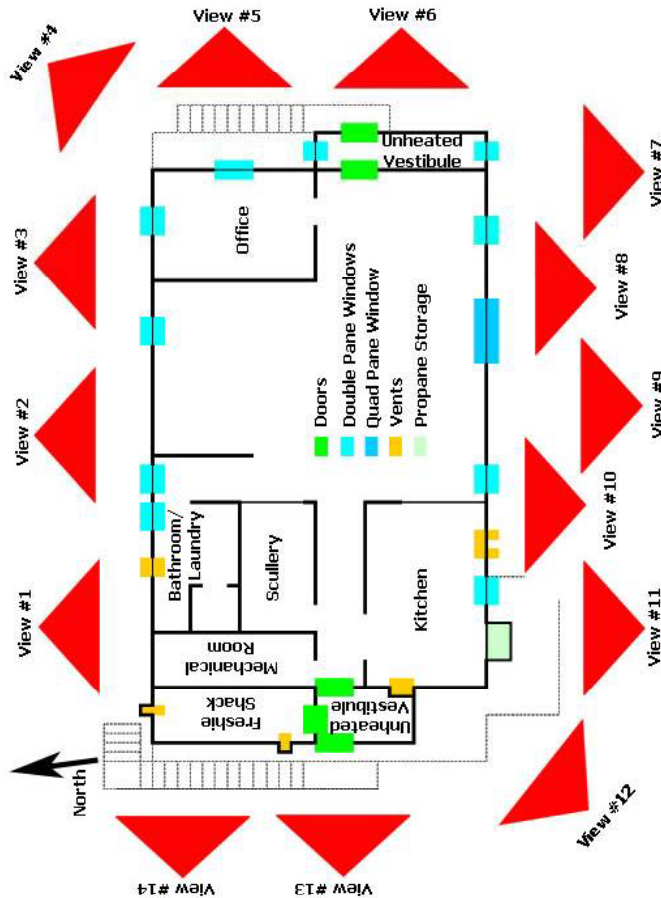 View #4
View #5
View #6
View #3
View #7
Unheated
Vestibule
Office
View #2
View #8
Doors
Double Pane Windows
Quad Pane Window
Vents
Propane Storage
View #9
View #1
Bathroom/
Laundry
Scullery
View #10
Kitchen
View #11
Mechanical
Room
Freshie
Shack
Unheated
Vestibule
North
View #12
View #14
View #13